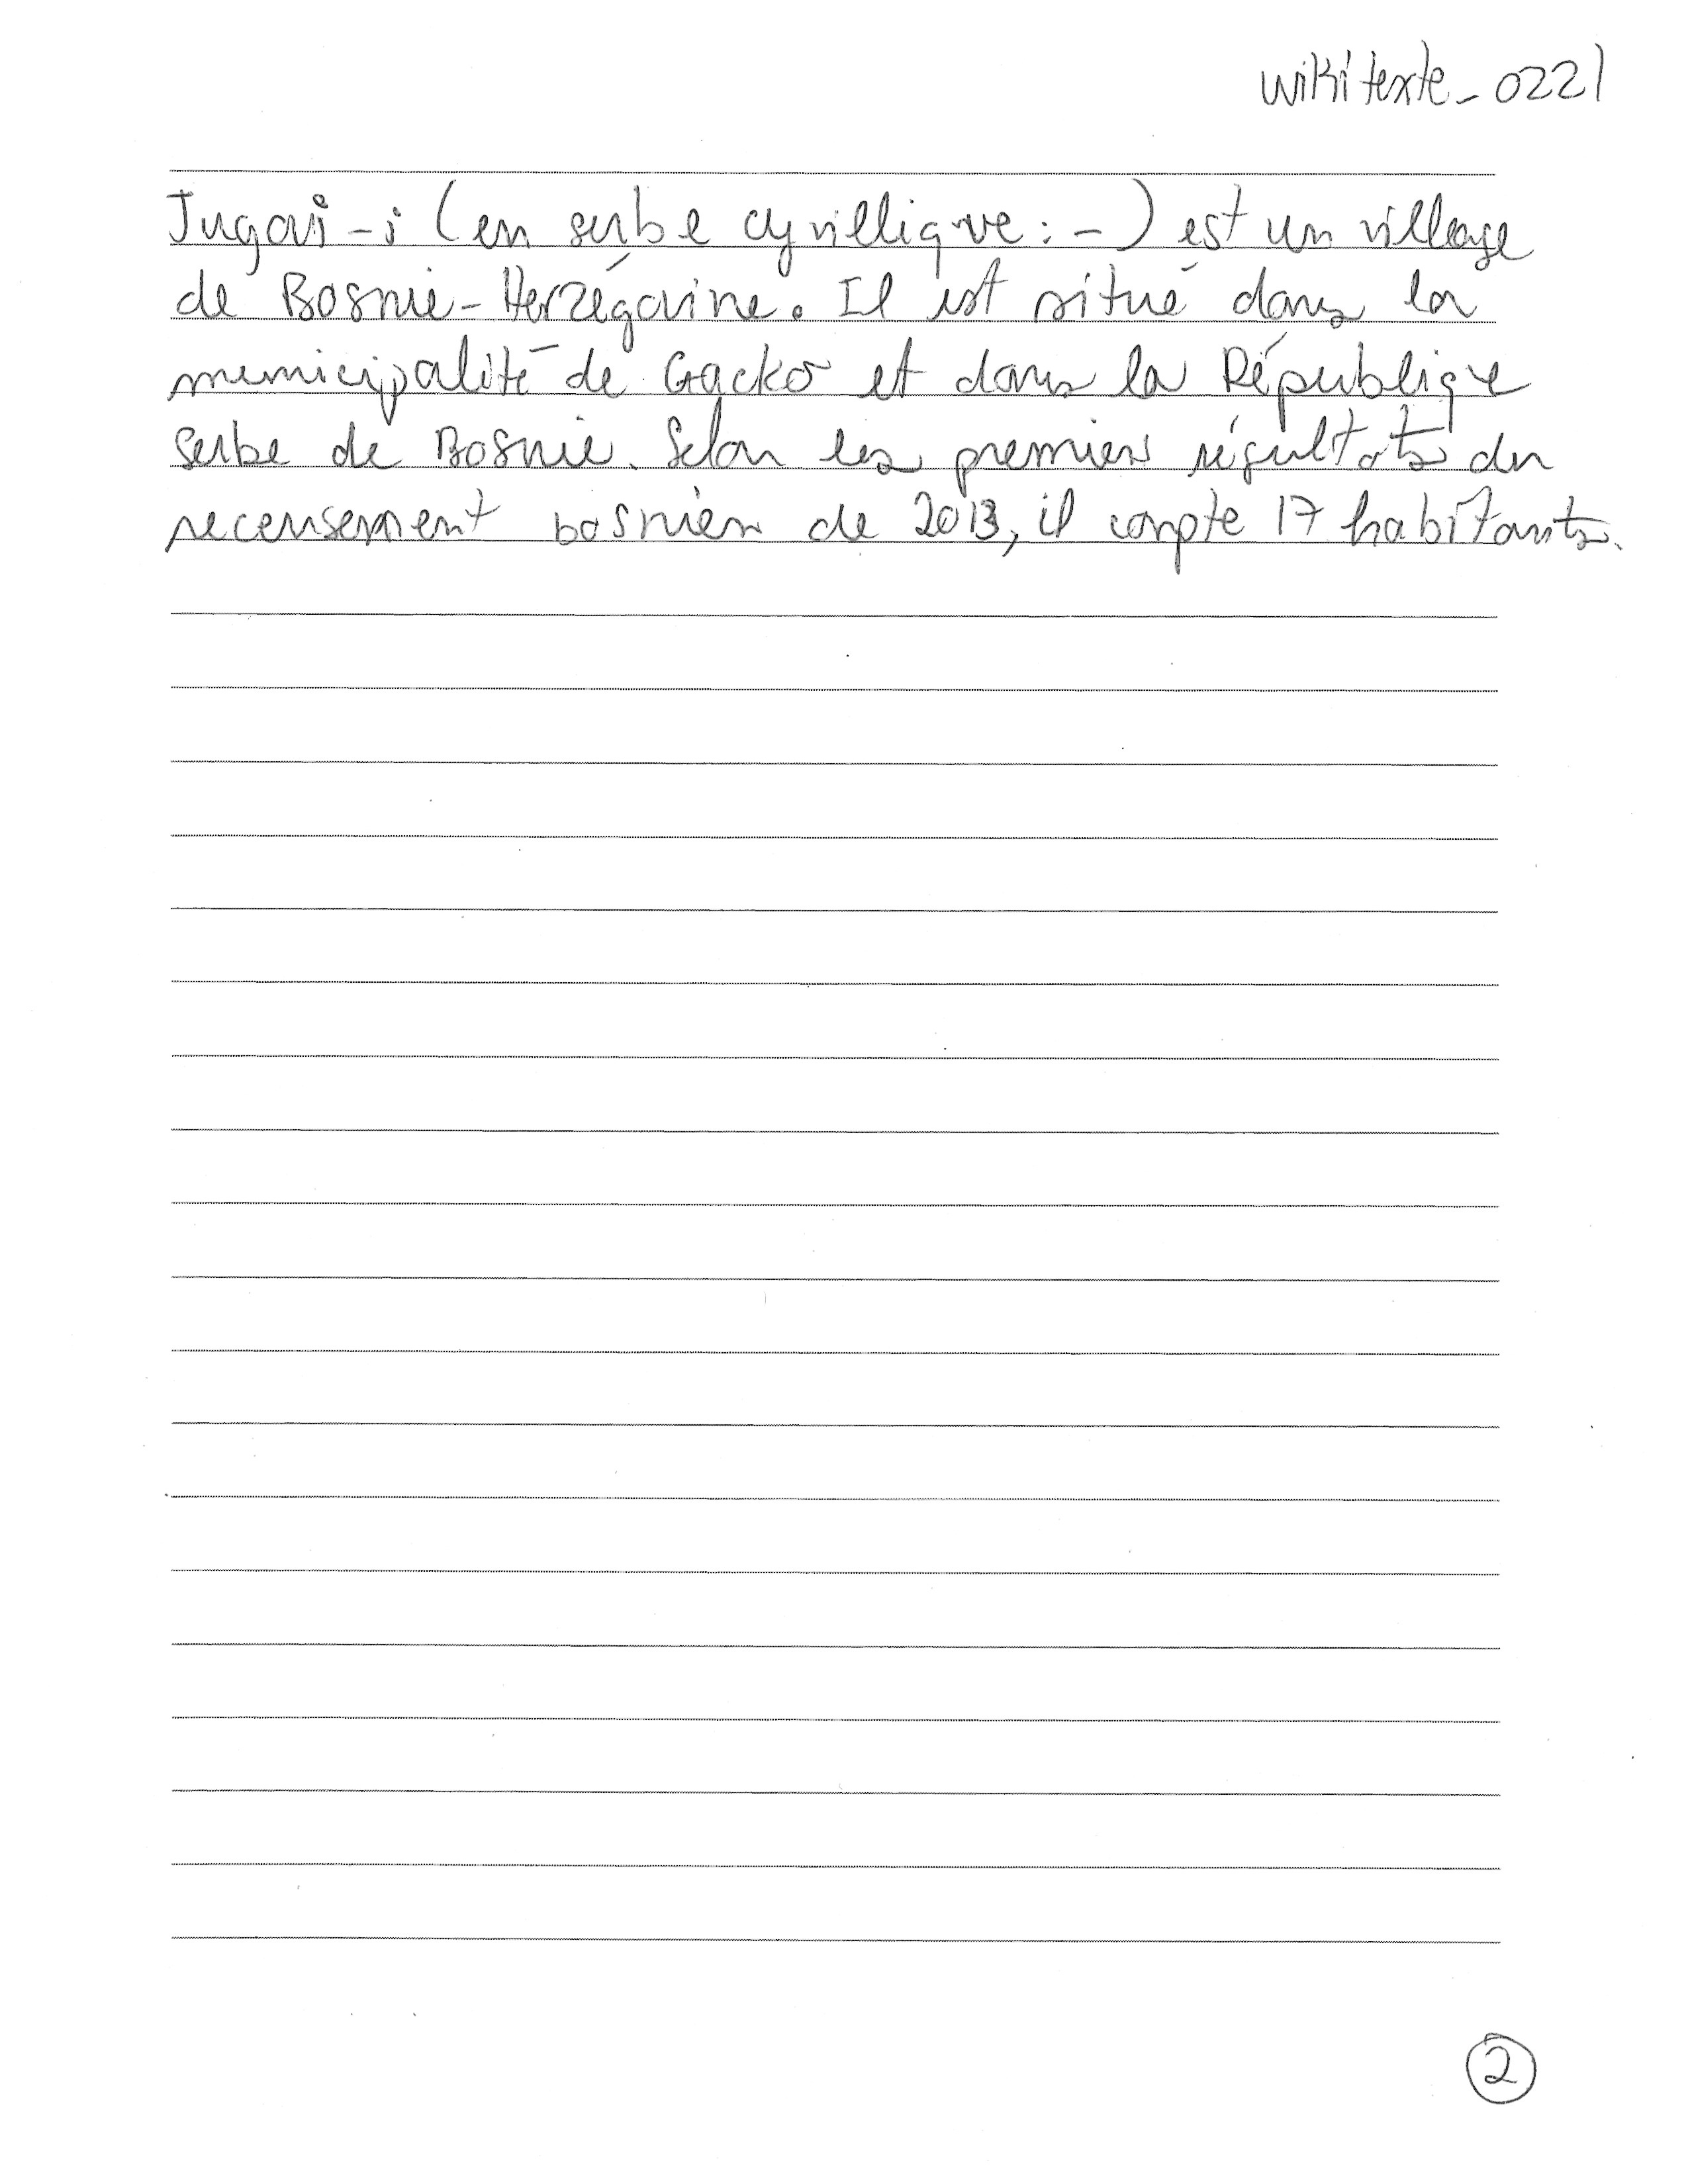 wikitexte_0221
Jugovi-i (en serbe cyrillique : -) est un village
de Bosnie-Herzégovine. Il est situé dans la
municipalité de Gacko et dans la République
serbe de Bosnie. Selon les premiers résultats du
recensement bosnien de 2013, il compte 17 habitants.
2